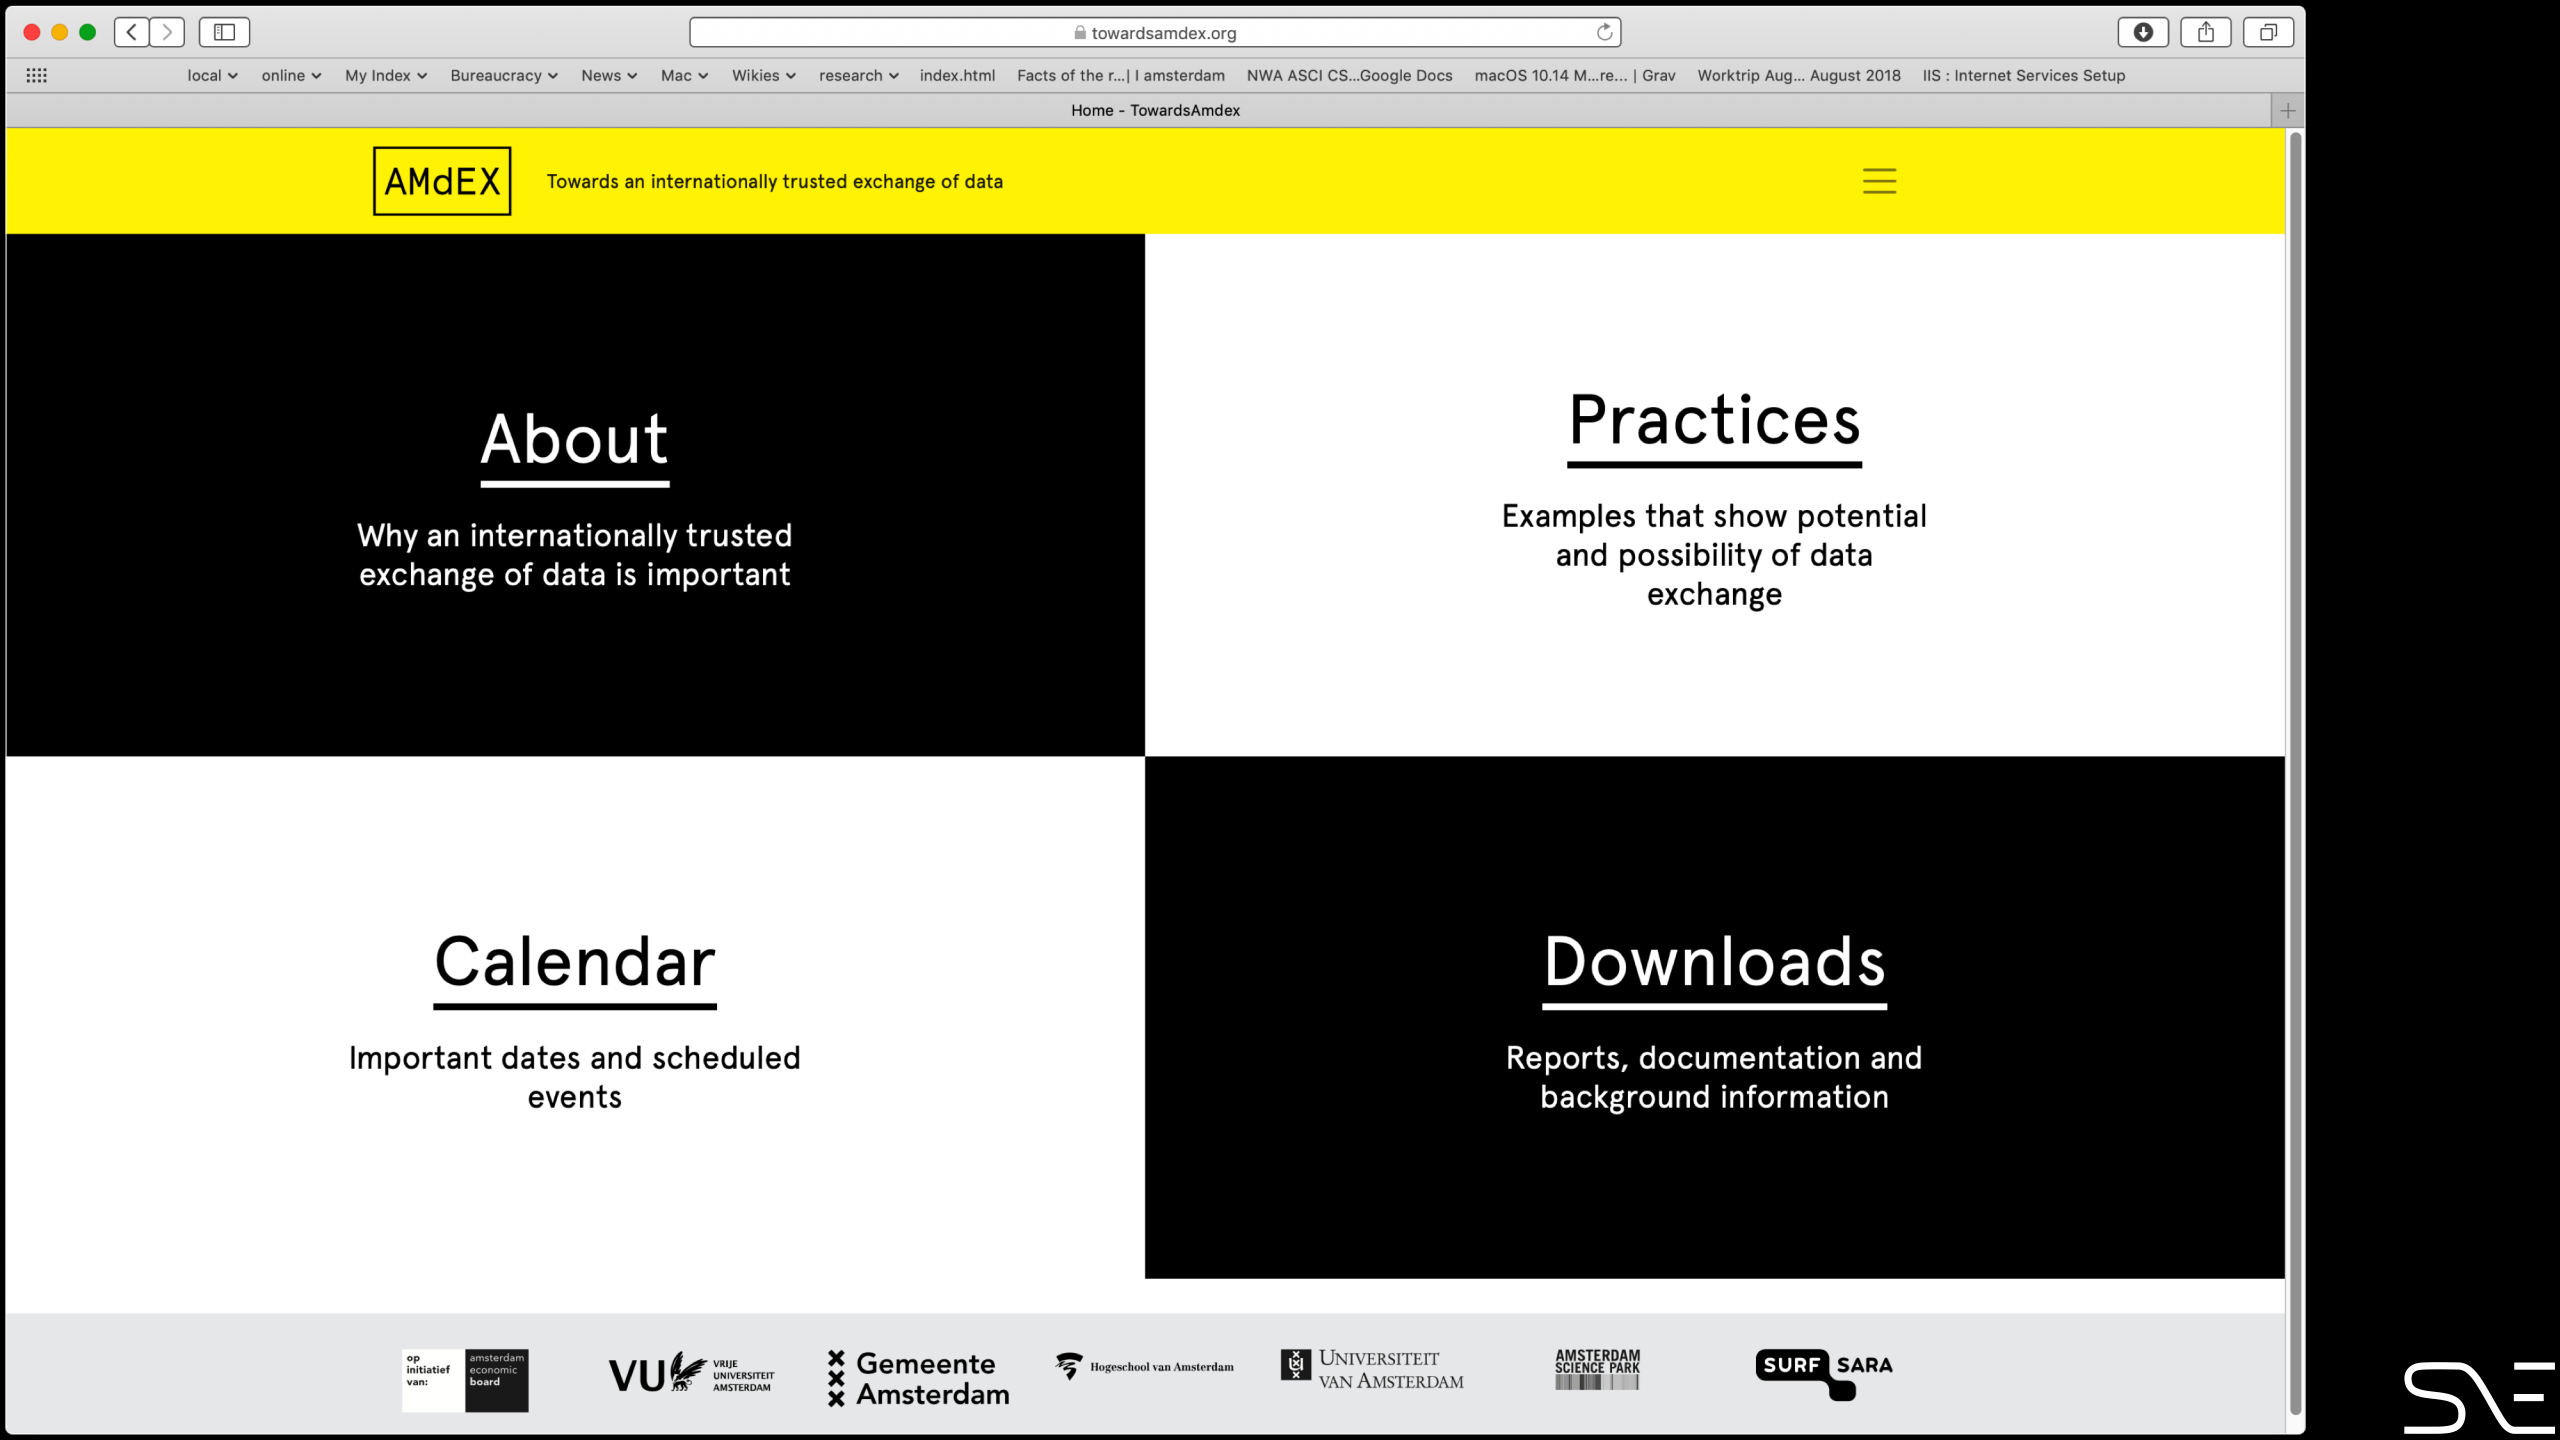 towardsamdex.org
local online My Index Bureaucracy News Mac Wikies research index.html Facts of the r...| I amsterdam NWA ASCI CS...Google Docs macOS 10.14 M...re... | Grav Worktrip Aug... August 2018 IIS : Internet Services Setup
Home - TowardsAmdex
AMdEX Towards an internationally trusted exchange of data
About
Why an internationally trusted
exchange of data is important
Practices
Examples that show potential
and possibility of data
exchange
Calendar
Important dates and scheduled
events
Downloads
Reports, documentation and
background information
op
initiatief
van:
amsterdam
economic
board
VU
VRIJE
UNIVERSITEIT
AMSTERDAM
Gemeente
Amsterdam
Hogeschool van Amsterdam
UNIVERSITEIT
VAN AMSTERDAM
AMSTERDAM
SCIENCE PARK
SURF SARA
SNE